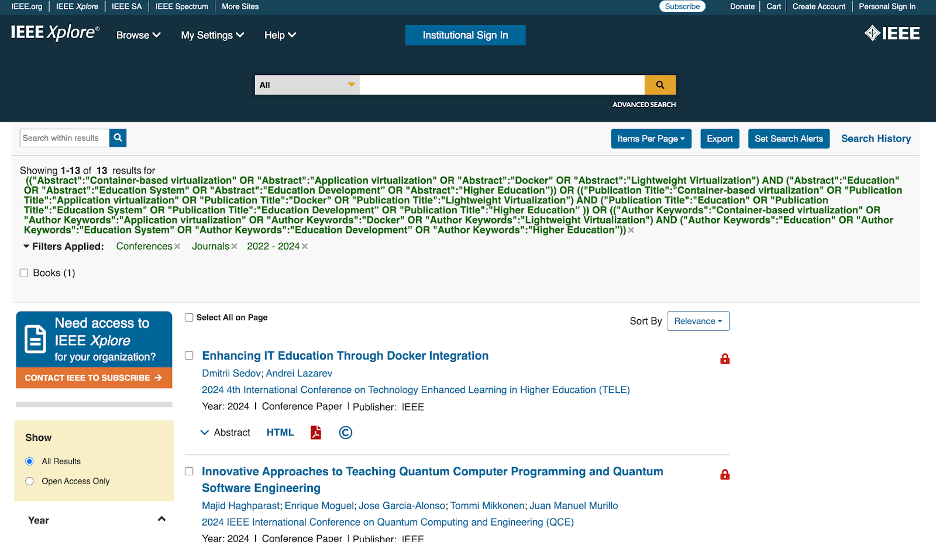 IEEE.org | IEEE Xplore | IEEE SA | IEEE Spectrum | More Sites Subscribe Donate | Cart | Create Account | Personal Sign In
IEEE Xplore® Browse My Settings Help Institutional Sign In IEEE
All
ADVANCED SEARCH
Search within results Items Per Page Export Set Search Alerts Search History
Showing 1-13 of 13 results for
(("Abstract":"Container-based virtualization" OR "Abstract":"Application virtualization" OR "Abstract":"Docker" OR "Abstract":"Lightweight Virtualization") AND ("Abstract":"Education"
OR "Abstract":"Education System" OR "Abstract":"Education Development" OR "Abstract":"Higher Education")) OR (("Publication Title":"Container-based virtualization" OR "Publication
Title":"Application virtualization" OR "Publication Title":"Docker" OR "Publication Title":"Lightweight Virtualization") AND ("Publication Title":"Education" OR "Publication
Title":"Education System" OR "Publication Title":"Education Development" OR "Publication Title":"Higher Education" )) OR (("Author Keywords":"Container-based virtualization" OR
"Author Keywords":"Application virtualization" OR "Author Keywords":"Docker" OR "Author Keywords":"Lightweight Virtualization") AND ("Author Keywords":"Education" OR "Author
Keywords":"Education System" OR "Author Keywords":"Education Development" OR "Author Keywords":"Higher Education")) ×
Filters Applied: Conferences × Journals × 2022 - 2024 ×
Books (1)
Need access to
IEEE Xplore
for your organization?
CONTACT IEEE TO SUBSCRIBE →
Show
All Results
Open Access Only
Year
Select All on Page
Sort By Relevance
Enhancing IT Education Through Docker Integration
Dmitrii Sedov; Andrei Lazarev
2024 4th International Conference on Technology Enhanced Learning in Higher Education (TELE)
Year: 2024 | Conference Paper | Publisher: IEEE
Abstract HTML ©
Innovative Approaches to Teaching Quantum Computer Programming and Quantum
Software Engineering
Majid Haghparast; Enrique Moguel; Jose Garcia-Alonso; Tommi Mikkonen; Juan Manuel Murillo
2024 IEEE International Conference on Quantum Computing and Engineering (QCE)
Year: 2024 | Conference Paper | Publisher: IEEE